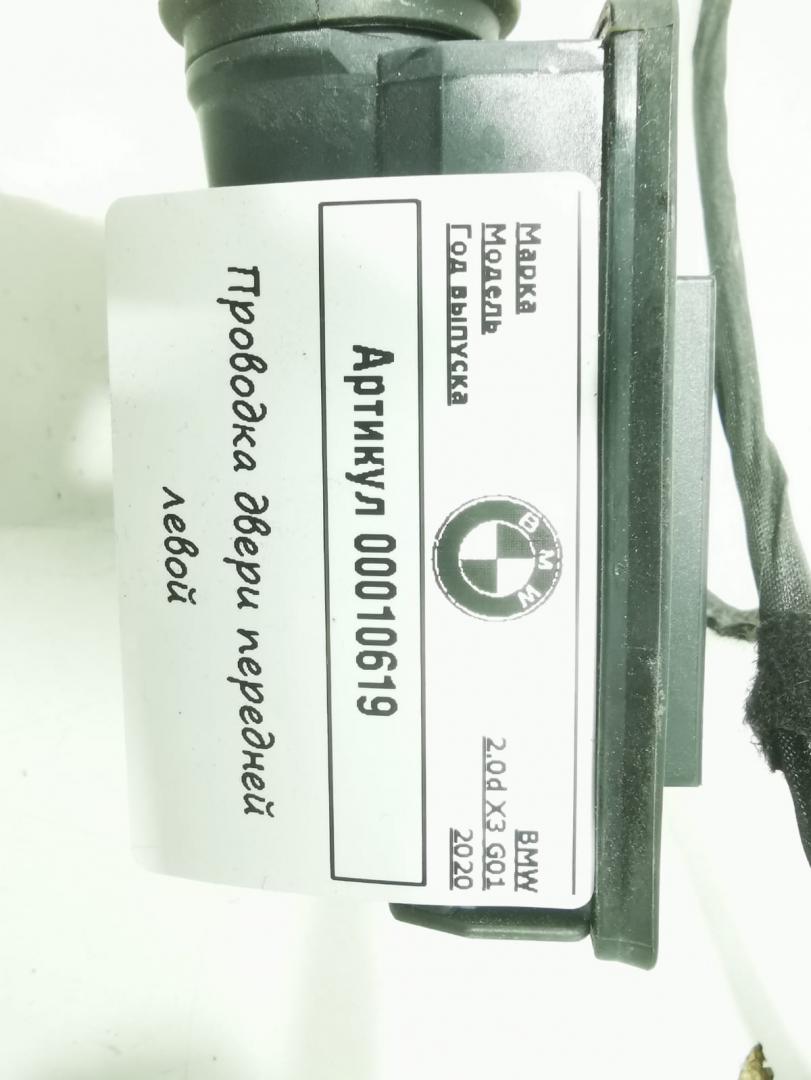 Марка BMW
Модель 2.0d X3 G01
Год выпуска 2020
BMW
Артикул 00010619
Проводка двери передней
левой